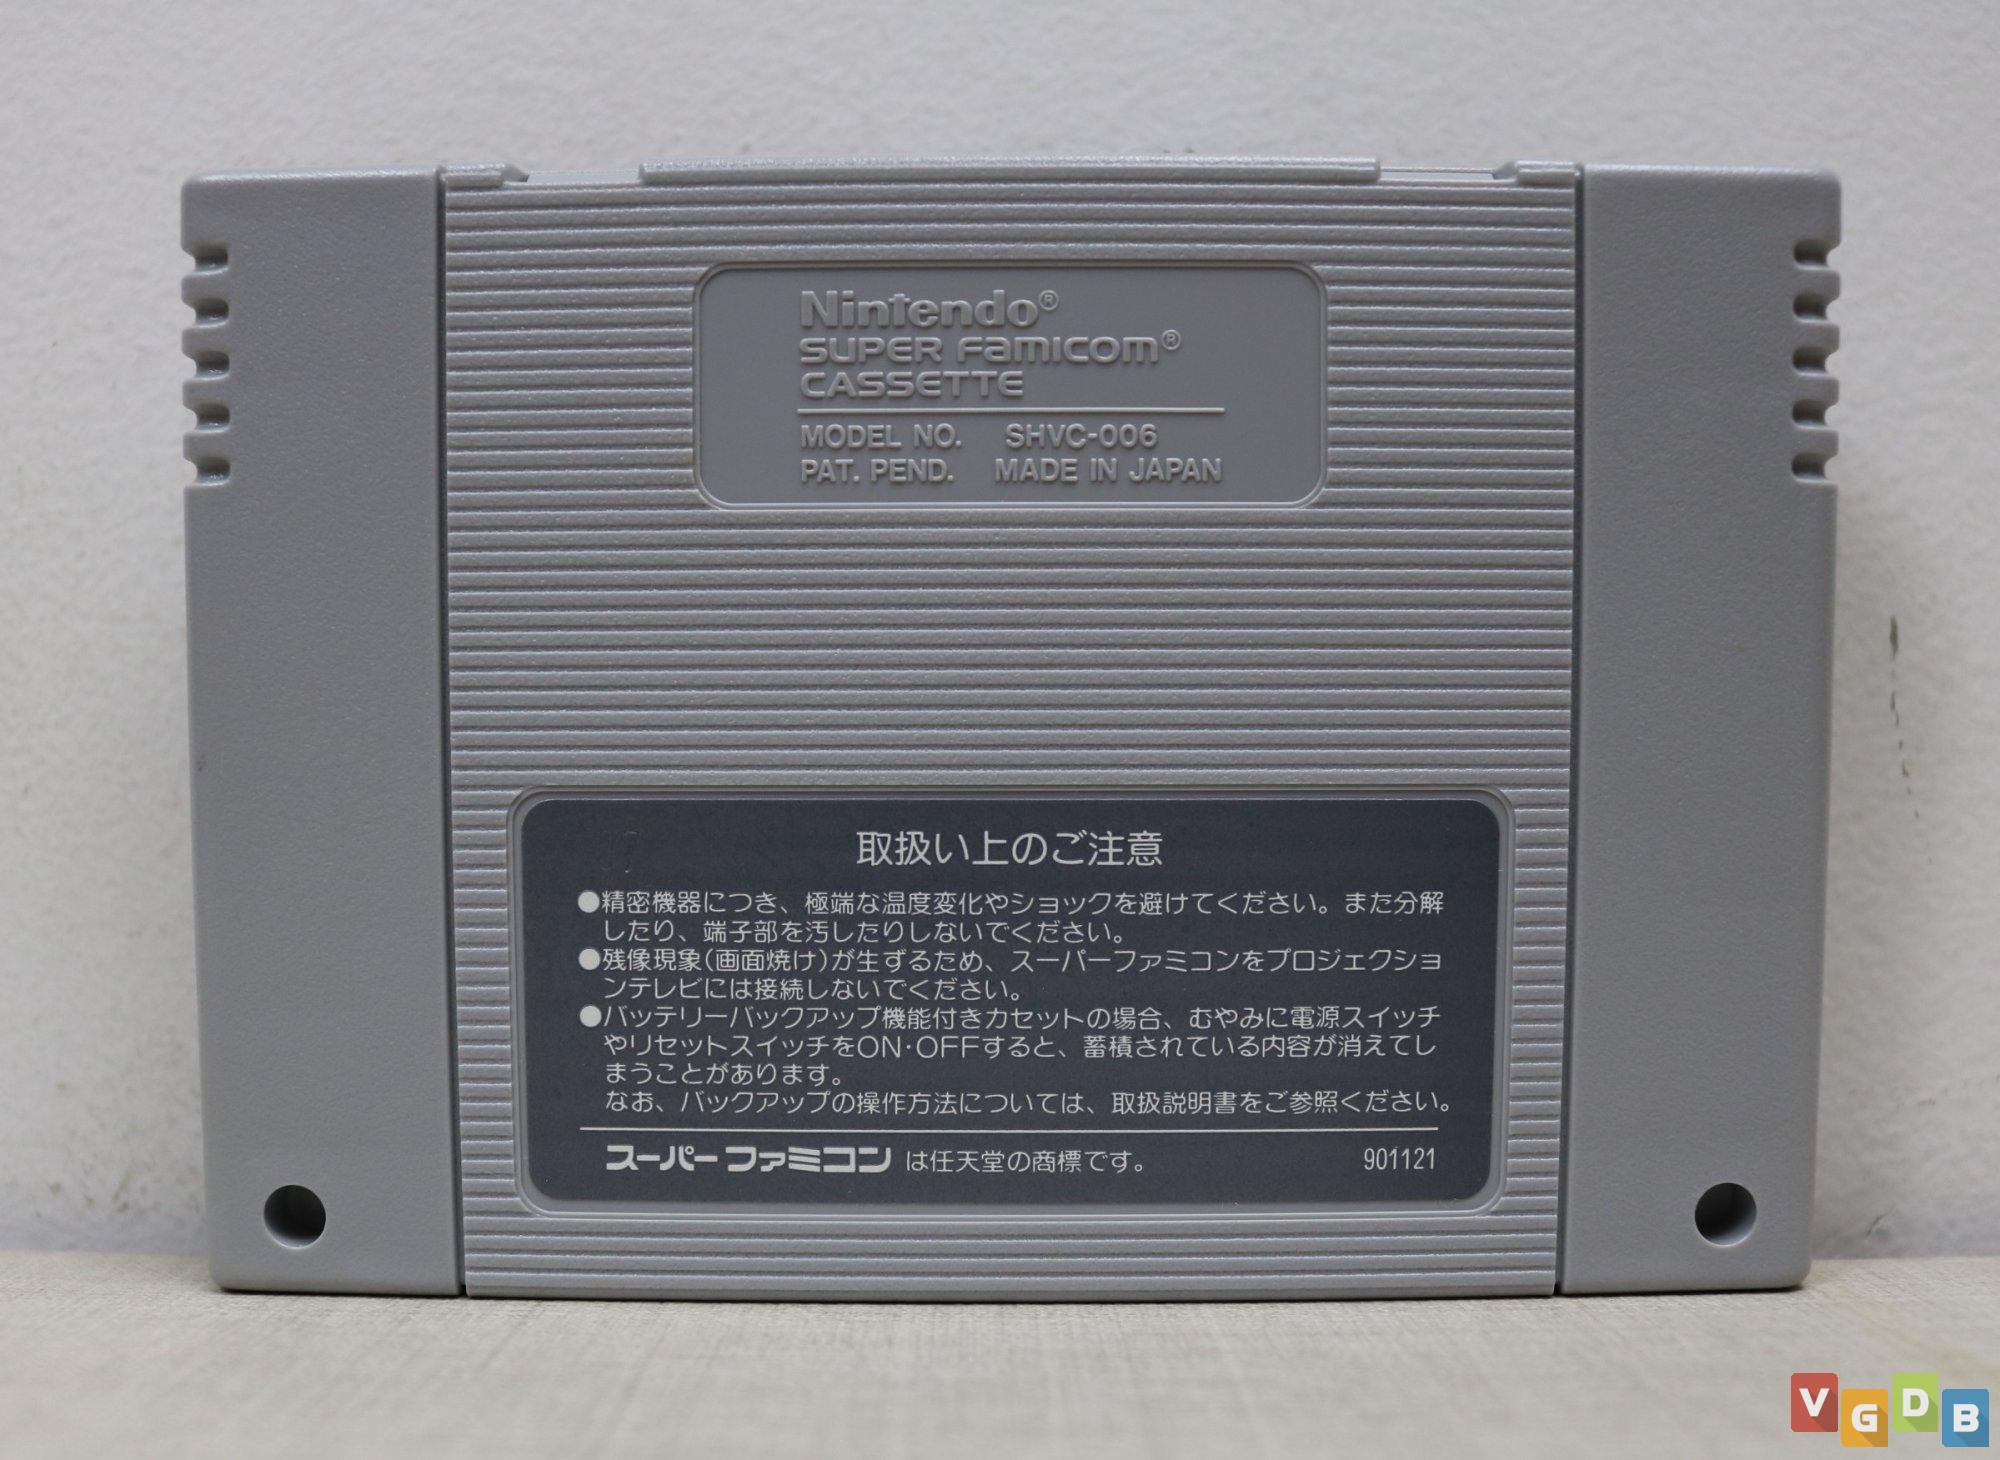 Nintendo®
SUPER FAMICOM®
CASSETTE
MODEL NO. SHVC-006
PAT. PEND. MADE IN JAPAN
取扱い上のご注意
●精密機器につき、極端な温度変化やショックを避けてください。また分解
したり、端子部を汚したりしないでください。
●残像現象(画面焼け)が生ずるため、スーパーファミコンをプロジェクショ
ンテレビには接続しないでください。
●バッテリーバックアップ機能付きカセットの場合、むやみに電源スイッチ
やリセットスイッチをON・OFFすると、蓄積されている内容が消えてし
まうことがあります。
なお、バックアップの操作方法については、取扱説明書をご参照ください。
スーパーファミコン は任天堂の商標です。 901121
VGDB